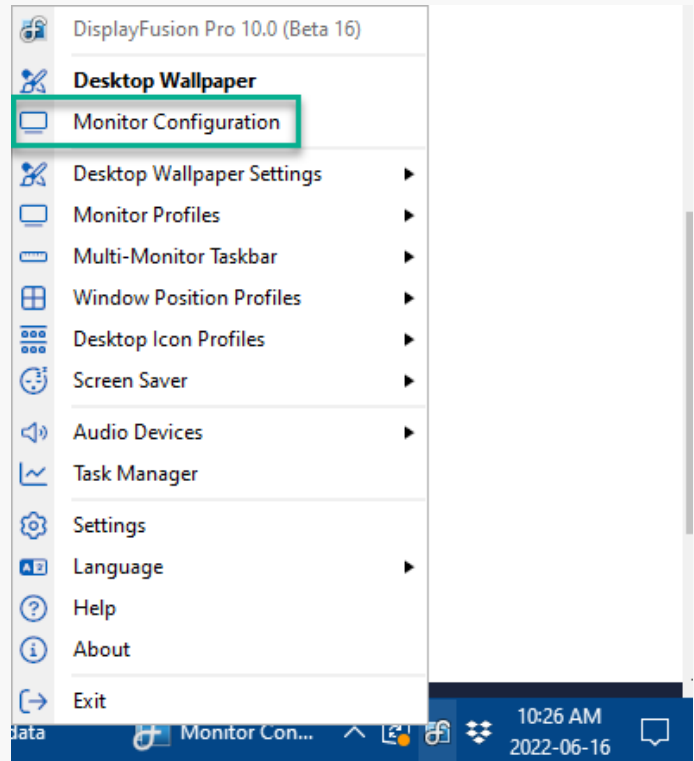 DisplayFusion Pro 10.0 (Beta 16)
Desktop Wallpaper
Monitor Configuration
Desktop Wallpaper Settings
Monitor Profiles
Multi-Monitor Taskbar
Window Position Profiles
Desktop Icon Profiles
Screen Saver
Audio Devices
Task Manager
Settings
Language
Help
About
Exit
data
Monitor Con...
10:26 AM
2022-06-16